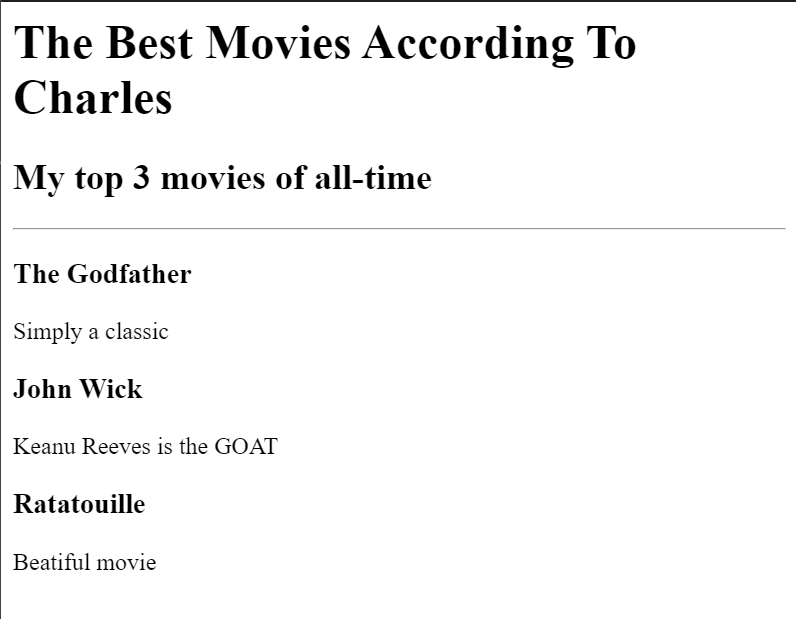 The Best Movies According To
Charles
My top 3 movies of all-time
The Godfather
Simply a classic
John Wick
Keanu Reeves is the GOAT
Ratatouille
Beatiful movie